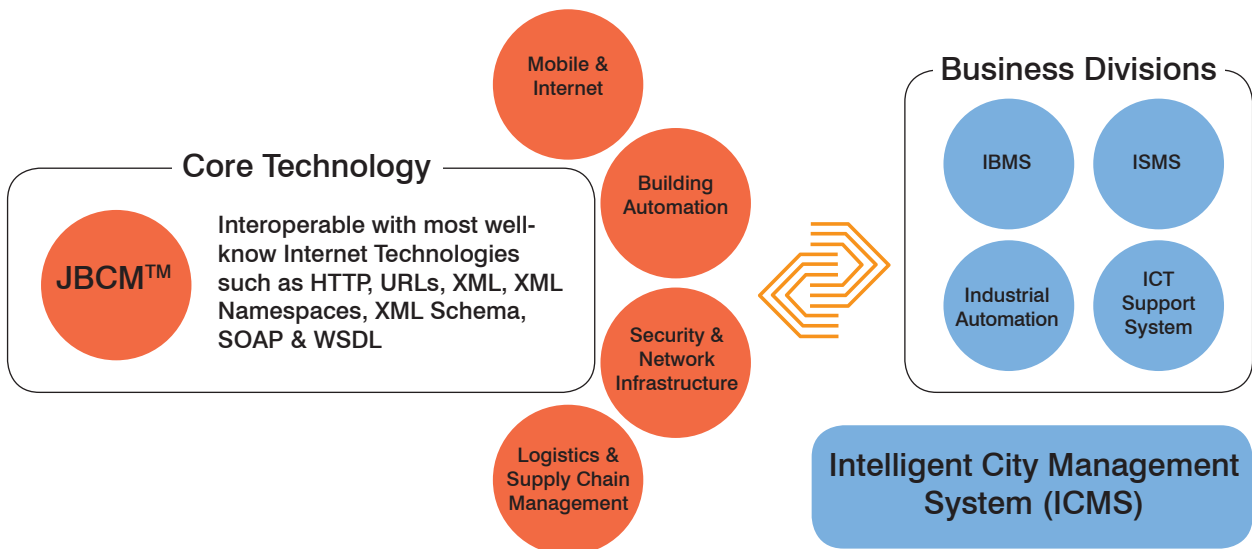 Mobile &
Internet
Building
Automation
Core Technology
JBCM™
Interoperable with most well-
know Internet Technologies
such as HTTP, URLs, XML, XML
Namespaces, XML Schema,
SOAP & WSDL
Security &
Network
Infrastructure
Logistics &
Supply Chain
Management
Business Divisions
IBMS
ISMS
Industrial
Automation
ICT
Support
System
Intelligent City Management
System (ICMS)